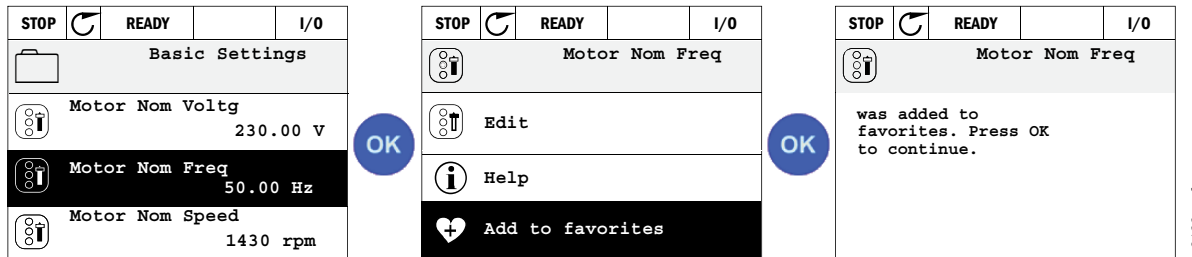 STOP READY I/O
Basic Settings
Motor Nom Voltg
230.00 V
Motor Nom Freq
50.00 Hz
Motor Nom Speed
1430 rpm
OK
STOP READY I/O
Motor Nom Freq
Edit
Help
Add to favorites
OK
STOP READY I/O
Motor Nom Freq
was added to
favorites. Press OK
to continue.